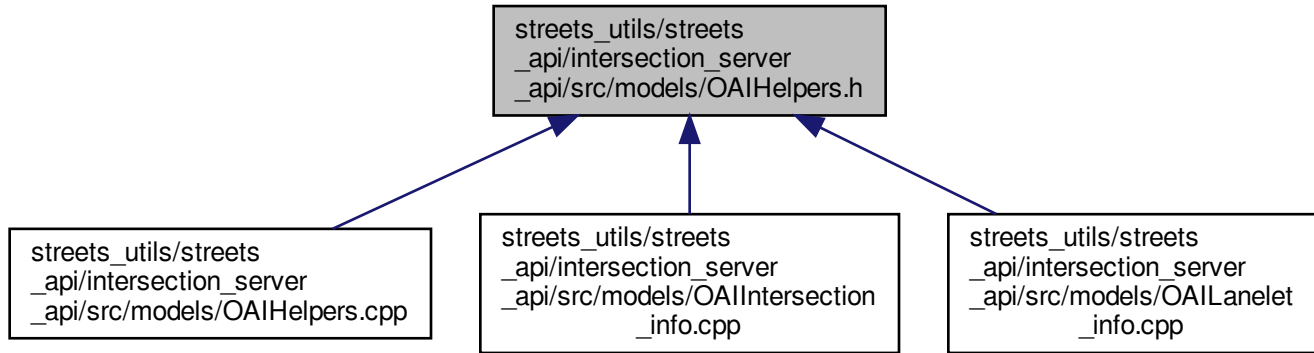 streets_utils/streets
_api/intersection_server
_api/src/models/OAIHelpers.h
streets_utils/streets
_api/intersection_server
_api/src/models/OAIHelpers.cpp
streets_utils/streets
_api/intersection_server
_api/src/models/OAIIntersection
_info.cpp
streets_utils/streets
_api/intersection_server
_api/src/models/OAILanelet
_info.cpp